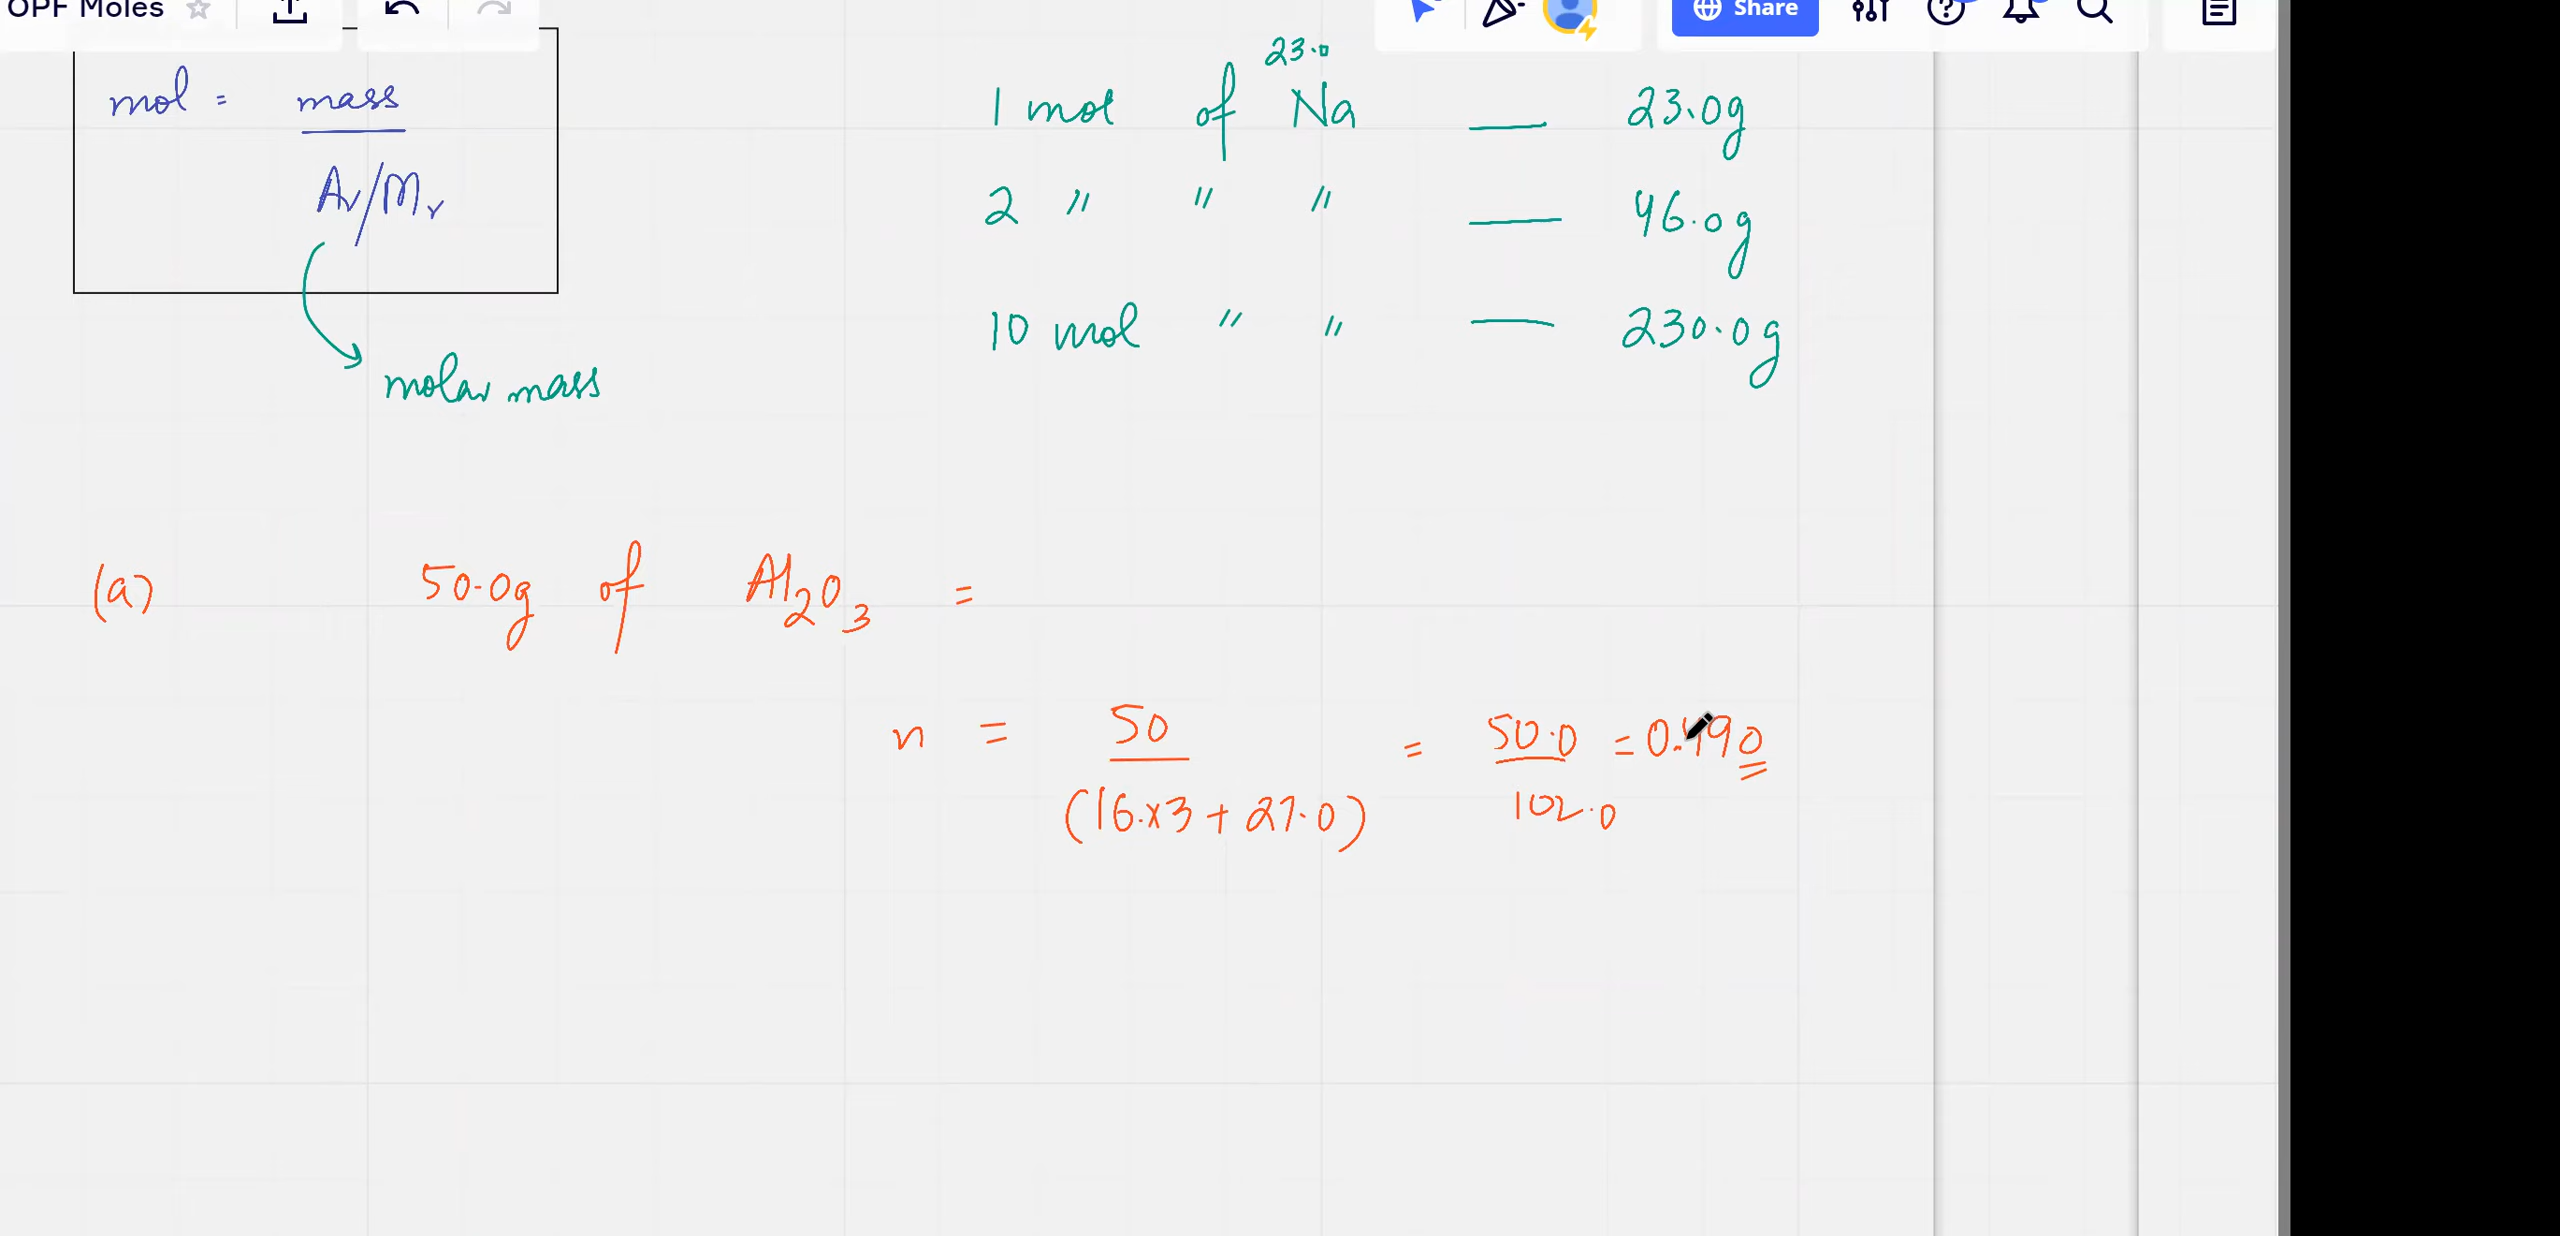 OPF Moles
Share
mol = mass
Ar/Mr
molar mass
23.0
1 mol of Na — 23.0g
2 " " " — 46.0g
10 mol " " — 230.0g
(a) 50.0g of Al2O3 =
n = 50 = 50.0 = 0.490
(16.x3 + 27.0) 102.0